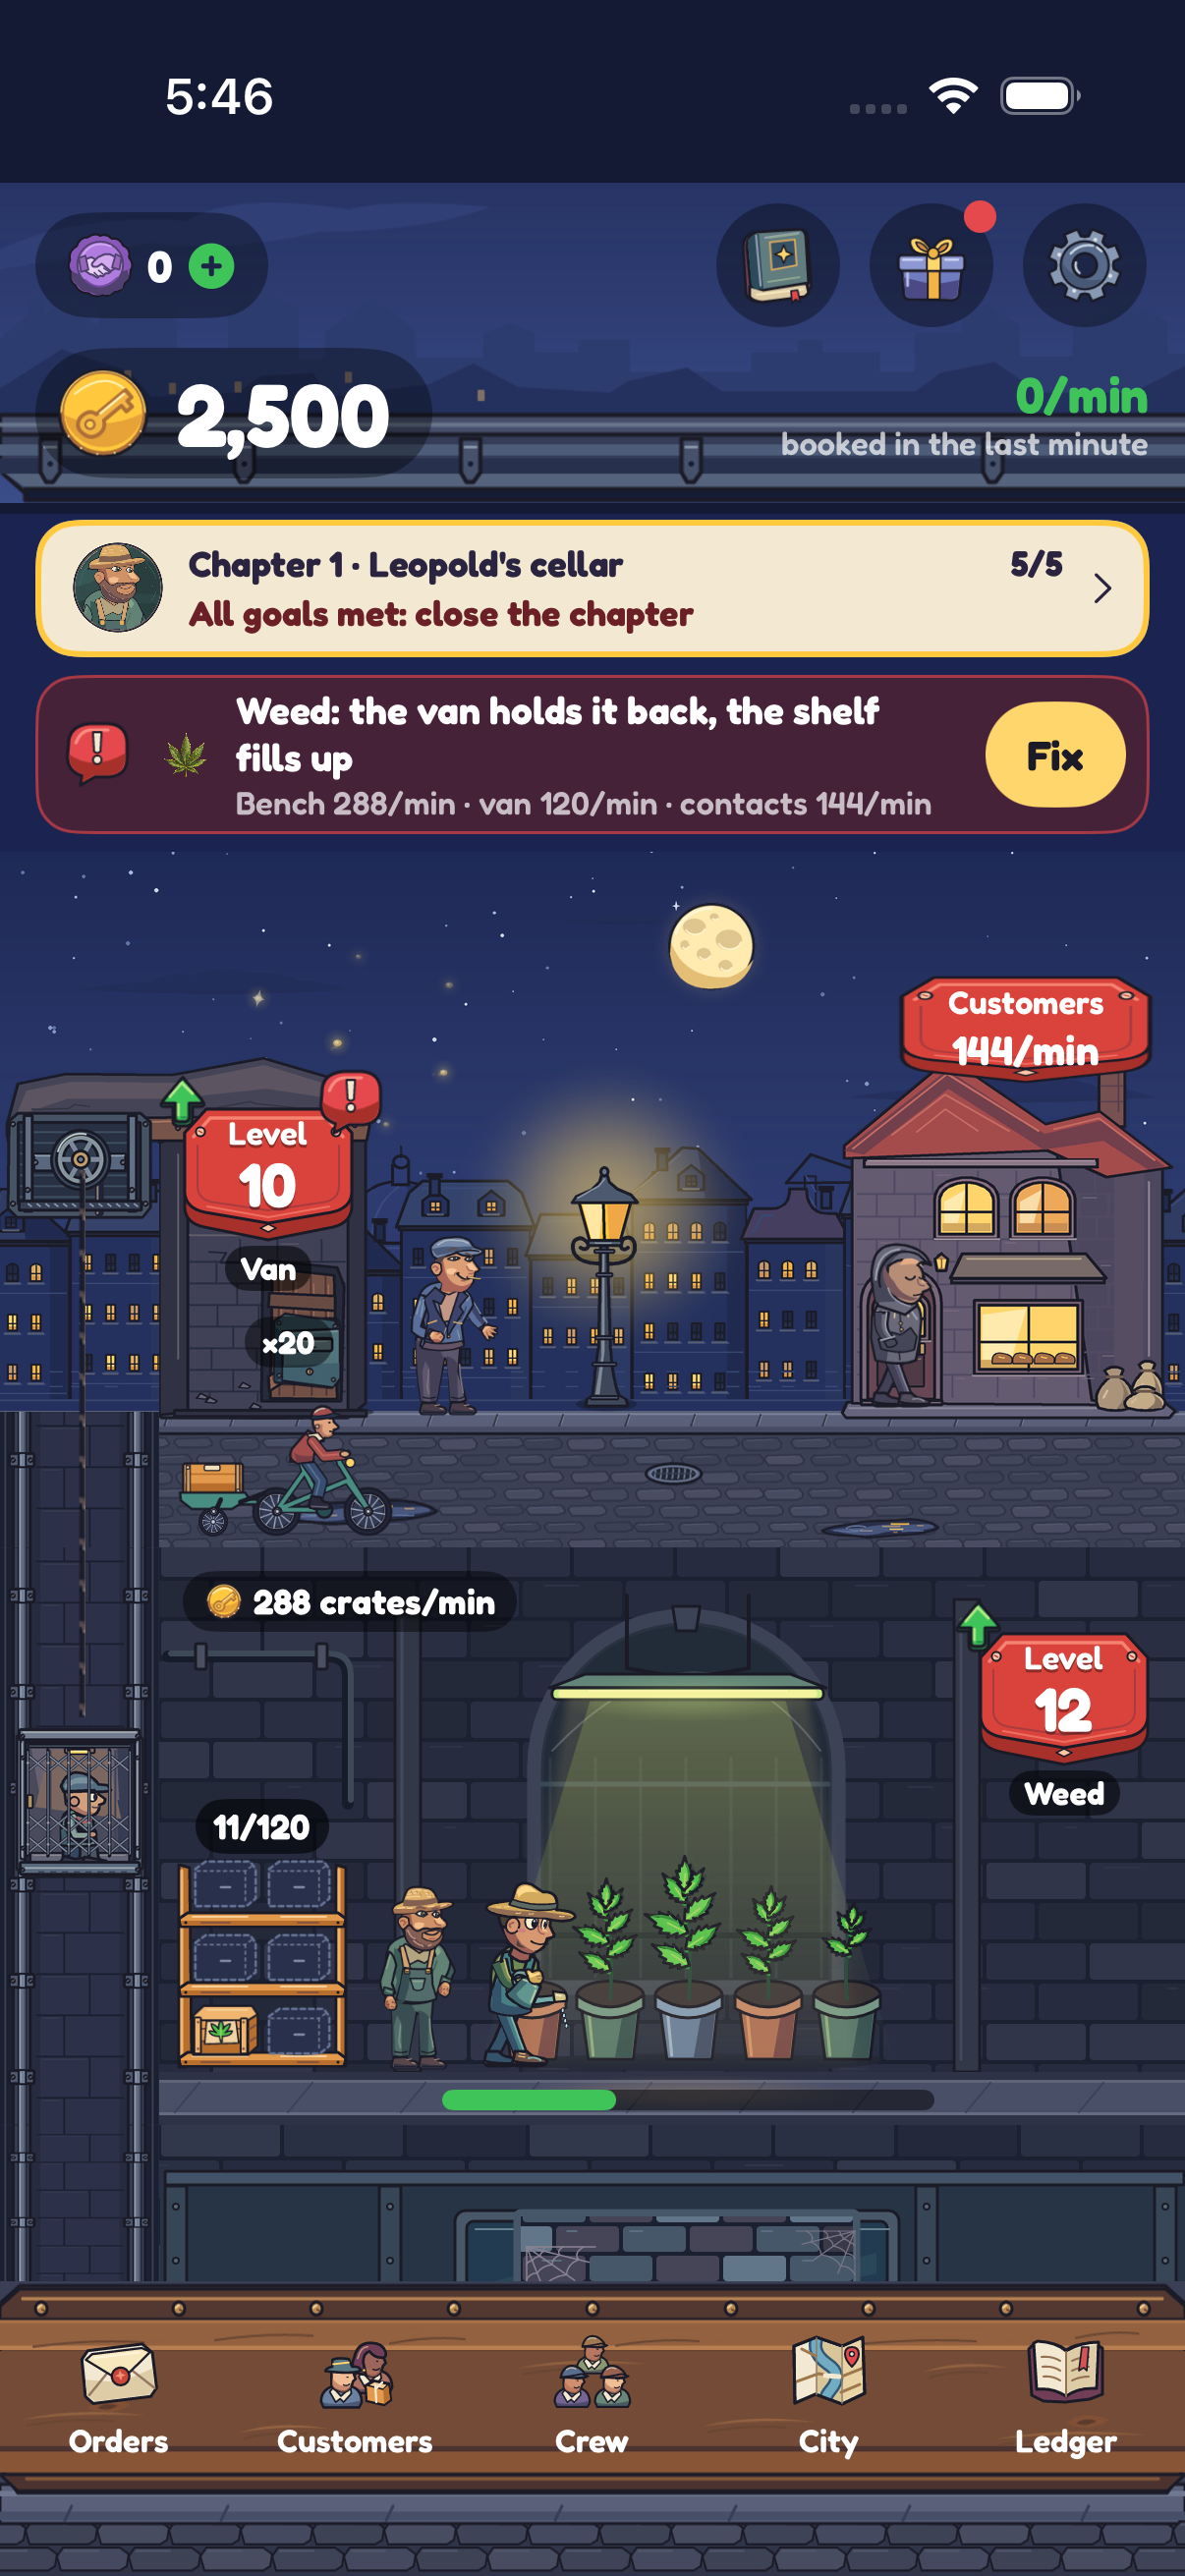 5:46
0
2,500
0/min
booked in the last minute
Chapter 1 · Leopold's cellar
5/5
All goals met: close the chapter
Weed: the van holds it back, the shelf
fills up
Bench 288/min · van 120/min · contacts 144/min
Fix
Customers
144/min
Level
10
Van
×20
288 crates/min
Level
12
Weed
11/120
Orders
Customers
Crew
City
Ledger